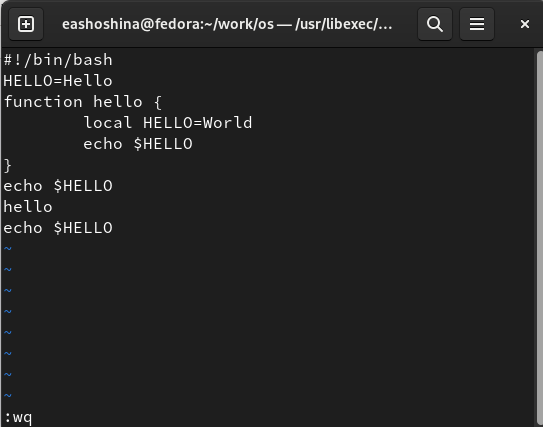 eashoshina@fedora:~/work/os — /usr/libexec/...
#!/bin/bash
HELLO=Hello
function hello {
        local HELLO=World
        echo $HELLO
}
echo $HELLO
hello
echo $HELLO
~
~
~
~
~
~
~
~
:wq